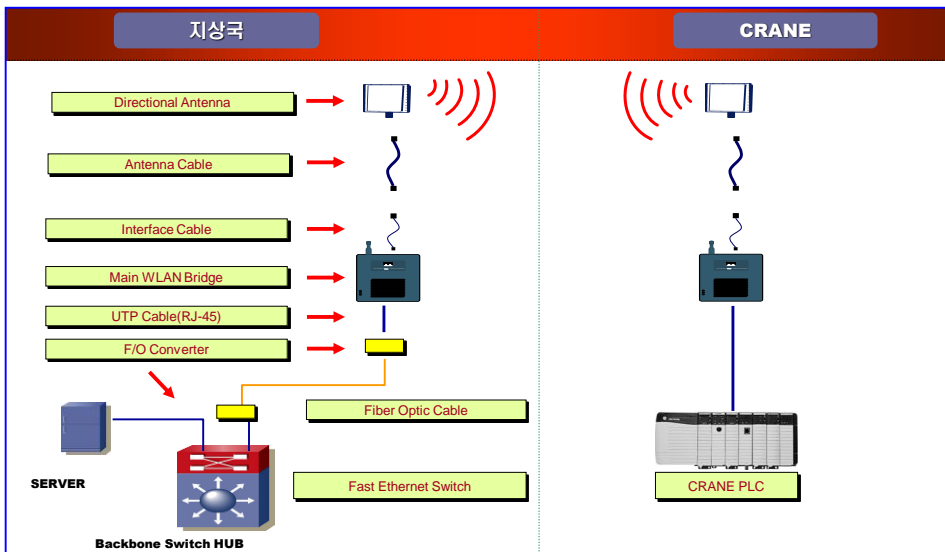 지상국
CRANE
Directional Antenna
Antenna Cable
Interface Cable
Main WLAN Bridge
UTP Cable(RJ-45)
F/O Converter
Fiber Optic Cable
SERVER
Fast Ethernet Switch
CRANE PLC
Backbone Switch HUB